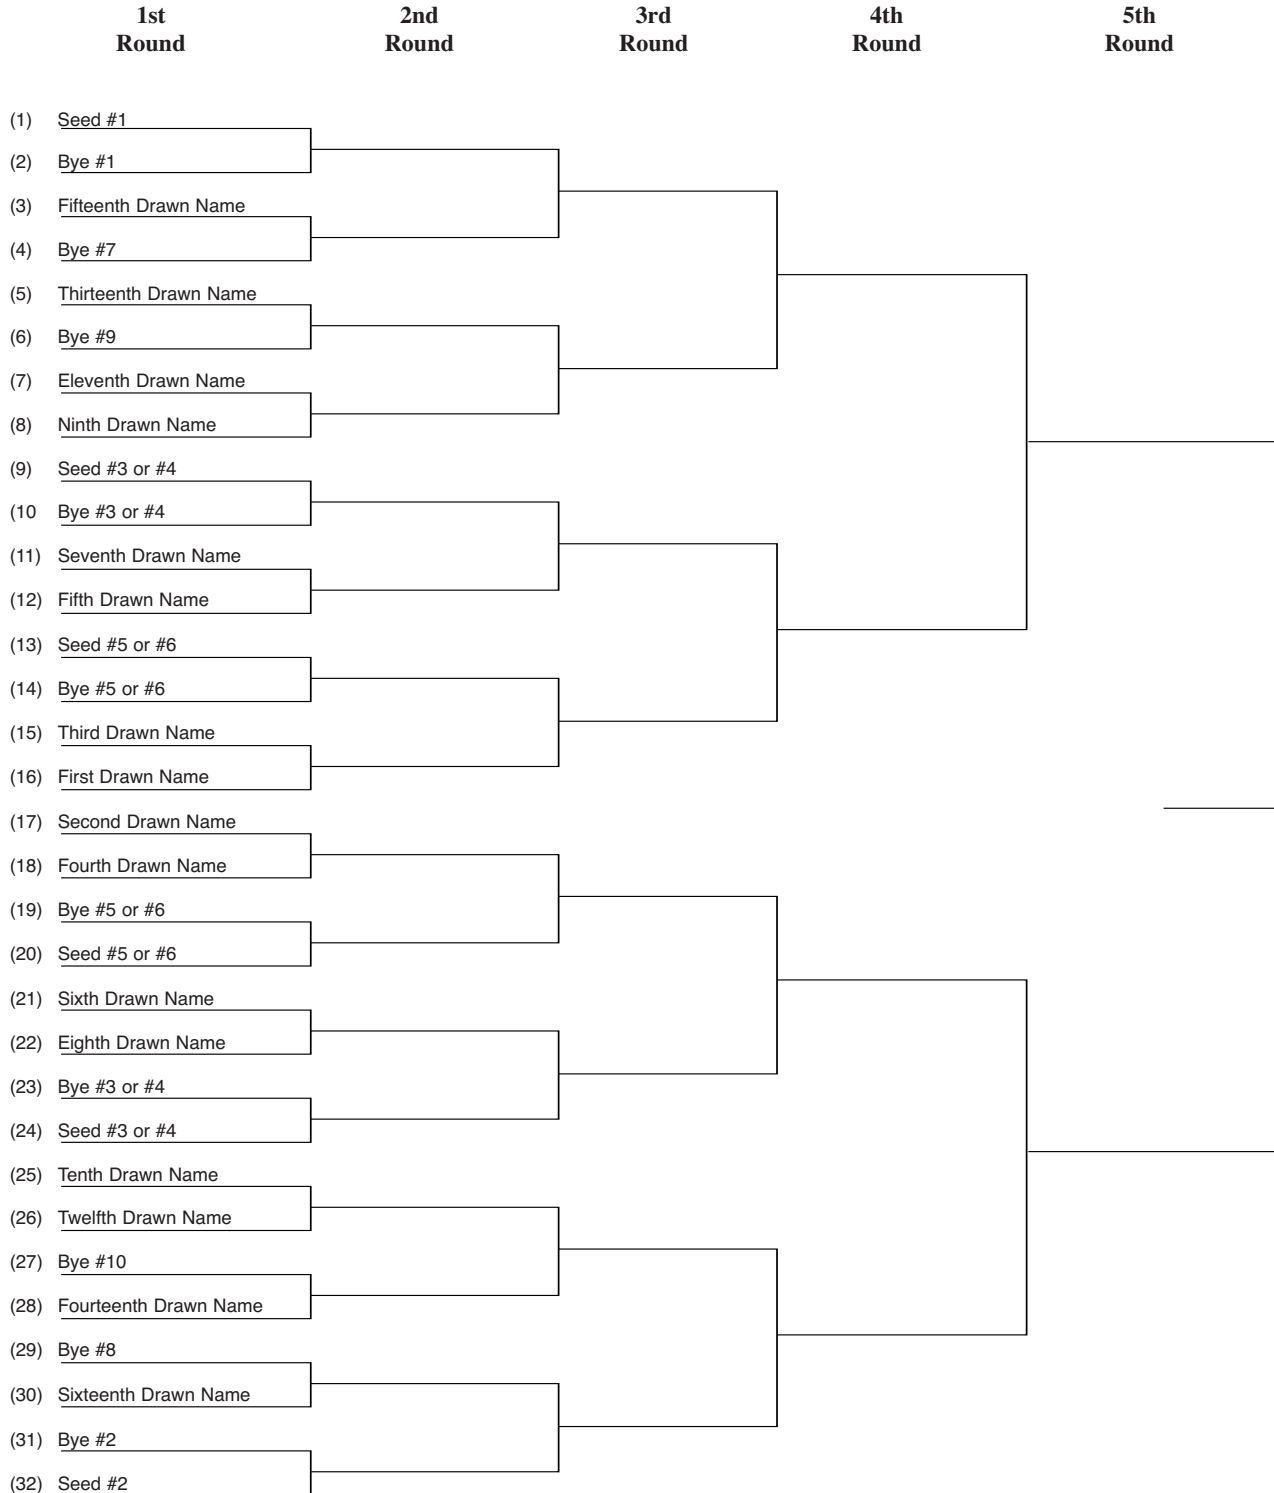 1st Round
2nd Round
3rd Round
4th Round
5th Round
(1) Seed #1
(2) Bye #1
(3) Fifteenth Drawn Name
(4) Bye #7
(5) Thirteenth Drawn Name
(6) Bye #9
(7) Eleventh Drawn Name
(8) Ninth Drawn Name
(9) Seed #3 or #4
(10 Bye #3 or #4
(11) Seventh Drawn Name
(12) Fifth Drawn Name
(13) Seed #5 or #6
(14) Bye #5 or #6
(15) Third Drawn Name
(16) First Drawn Name
(17) Second Drawn Name
(18) Fourth Drawn Name
(19) Bye #5 or #6
(20) Seed #5 or #6
(21) Sixth Drawn Name
(22) Eighth Drawn Name
(23) Bye #3 or #4
(24) Seed #3 or #4
(25) Tenth Drawn Name
(26) Twelfth Drawn Name
(27) Bye #10
(28) Fourteenth Drawn Name
(29) Bye #8
(30) Sixteenth Drawn Name
(31) Bye #2
(32) Seed #2